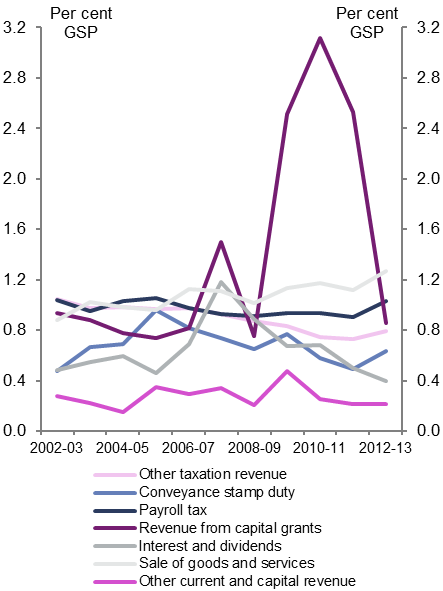 Per cent Per cent
GSP GSP
3.2 3.2
2.8 2.8
2.4 2.4
2.0 2.0
1.6 1.6
1.2 1.2
0.8 0.8
0.4 0.4
0.0 0.0
2002-03 2004-05 2006-07 2008-09 2010-11 2012-13
Other taxation revenue
Conveyance stamp duty
Payroll tax
Revenue from capital grants
Interest and dividends
Sale of goods and services
Other current and capital revenue